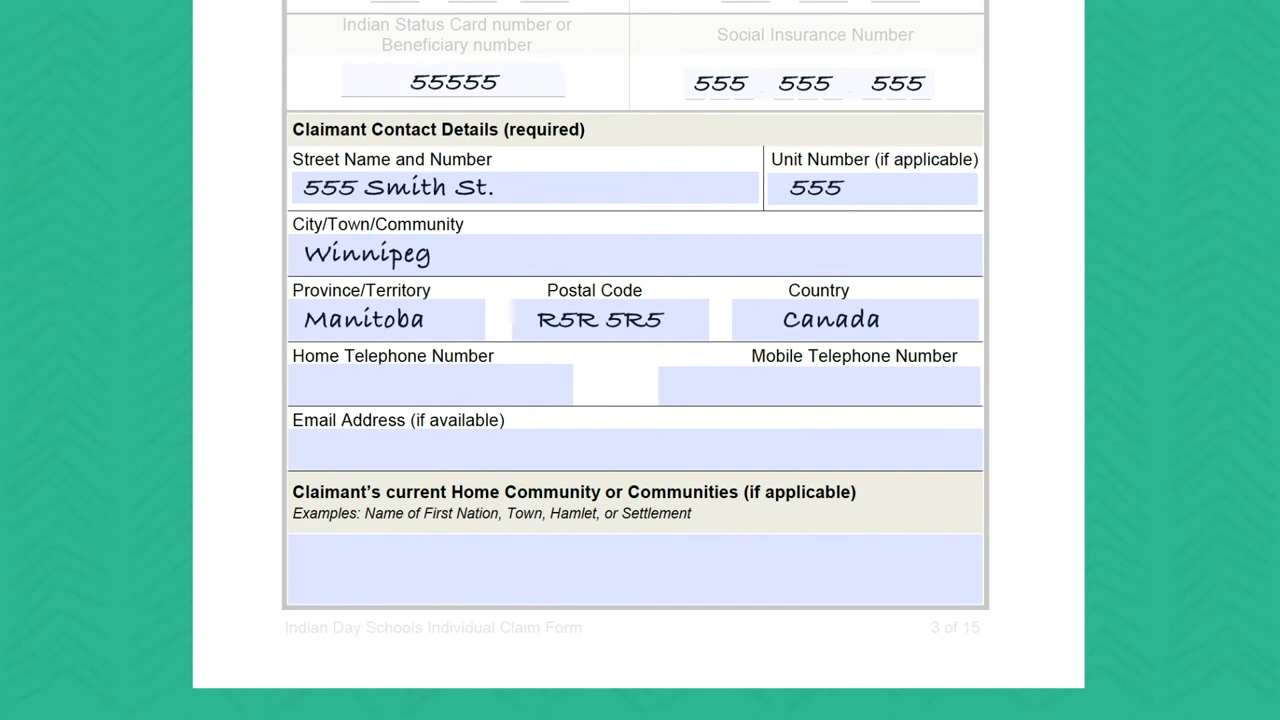 Indian Status Card number or
Beneficiary number
Social Insurance Number
55555
555 555 555
Claimant Contact Details (required)
Street Name and Number
Unit Number (if applicable)
555 Smith St.
555
City/Town/Community
Winnipeg
Province/Territory
Postal Code
Country
Manitoba
R5R 5R5
Canada
Home Telephone Number
Mobile Telephone Number
Email Address (if available)
Claimant's current Home Community or Communities (if applicable)
Examples: Name of First Nation, Town, Hamlet, or Settlement
Indian Day Schools Individual Claim Form
3 of 15